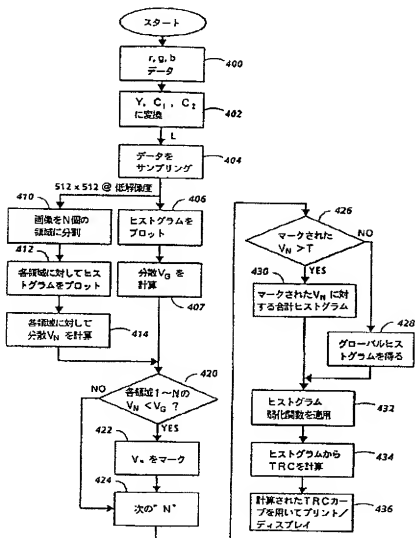 スタート
r, g, b
データ
400
Y, C1, C2
に変換
402
L
データを
サンプリング
404
512 x 512 @ 低解像度
410
画像をN個の
領域に分割
406
ヒストグラムを
プロット
412
各領域に対してヒス
トグラムをプロット
分散VGを
計算
407
各領域に対して
分散VNを計算
414
420
NO
各領域1～Nの
VN<VG?
YES
422
をマーク
424
次の"N"
426
マークされた
VN>T
NO
YES
430
マークされたVNに対
する合計ヒストグラム
428
グローバルヒス
トグラムを得る
ヒストグラム
弱化関数を適用
432
ヒストグラムから
TRCを計算
434
計算されたTRCカー
ブを用いてプリント/
ディスプレイ
436